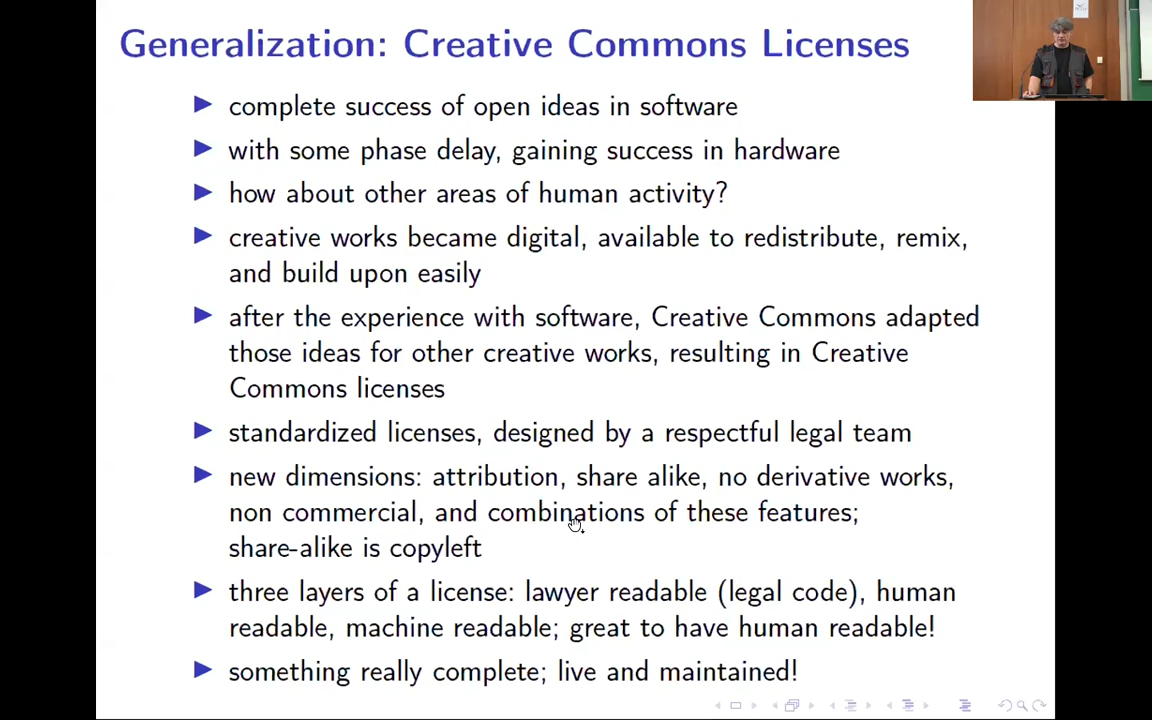 Generalization: Creative Commons Licenses
complete success of open ideas in software
with some phase delay, gaining success in hardware
how about other areas of human activity?
creative works became digital, available to redistribute, remix,
and build upon easily
after the experience with software, Creative Commons adapted
those ideas for other creative works, resulting in Creative
Commons licenses
standardized licenses, designed by a respectful legal team
new dimensions: attribution, share alike, no derivative works,
non commercial, and combinations of these features;
share-alike is copyleft
three layers of a license: lawyer readable (legal code), human
readable, machine readable; great to have human readable!
something really complete; live and maintained!